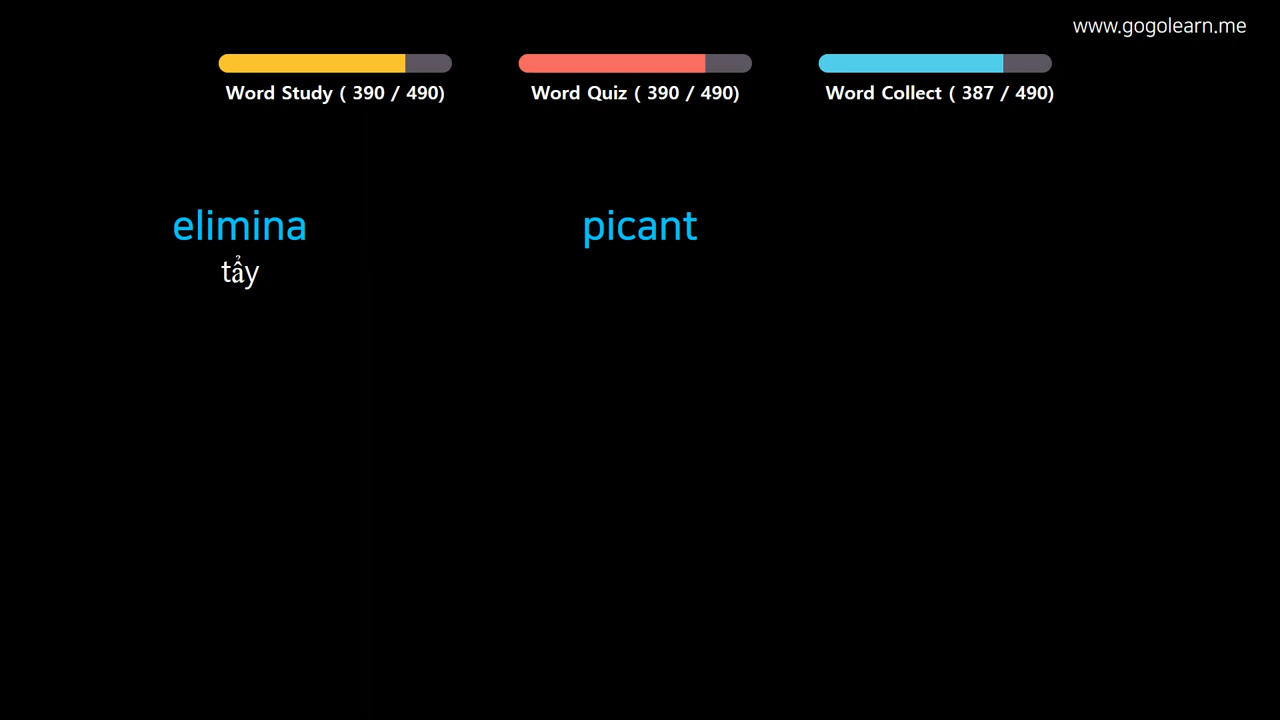 www.gogolearn.me
Word Study ( 390 / 490)
Word Quiz ( 390 / 490)
Word Collect ( 387 / 490)
elimina
tẩy
picant